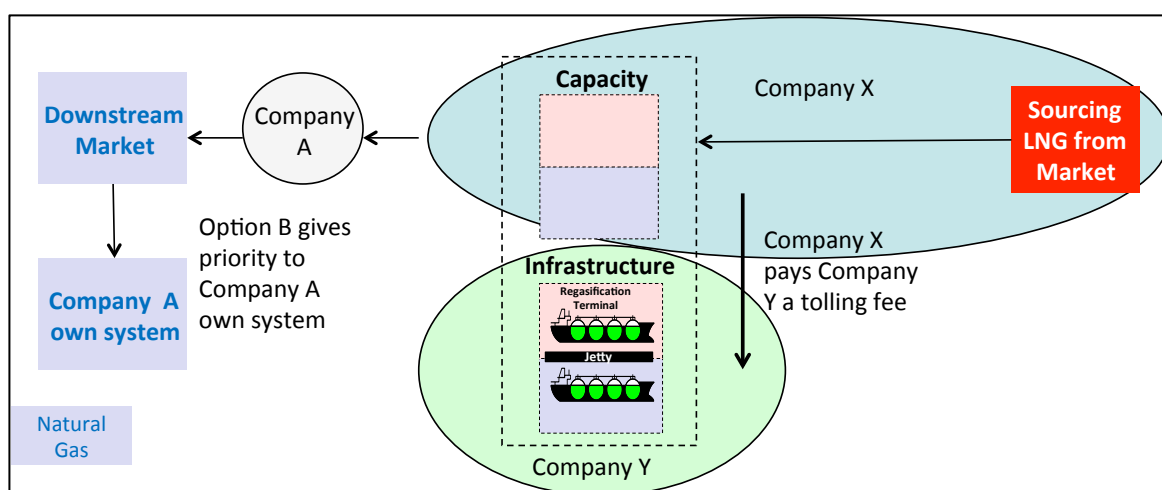 Downstream
Market
Company
A
Capacity
Company X
Sourcing
LNG from
Market
Option B gives
priority to
Company A
own system
Company A
own system
Company X
pays Company
Y a tolling fee
Infrastructure
Regasification
Terminal
Jetty
Company Y
Natural
Gas